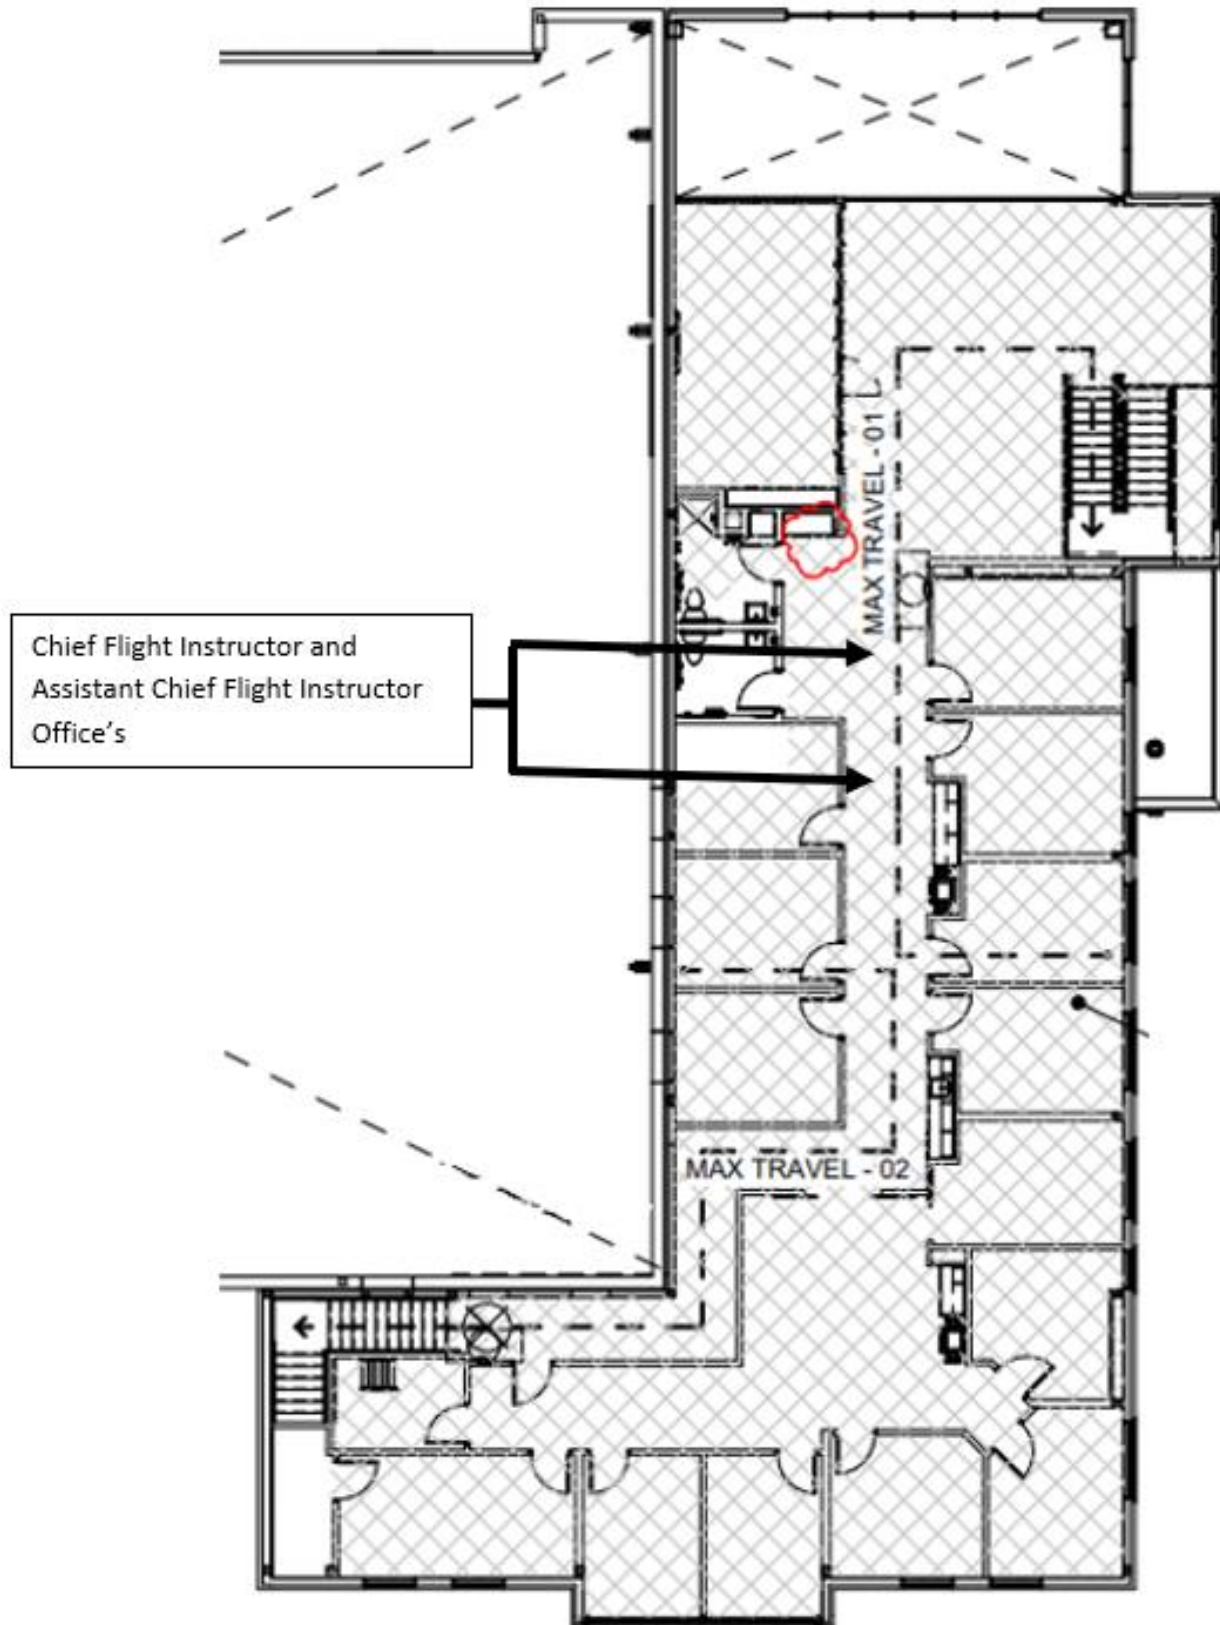 MAX TRAVEL - 01
Chief Flight Instructor and
Assistant Chief Flight Instructor
Office's
MAX TRAVEL - 02